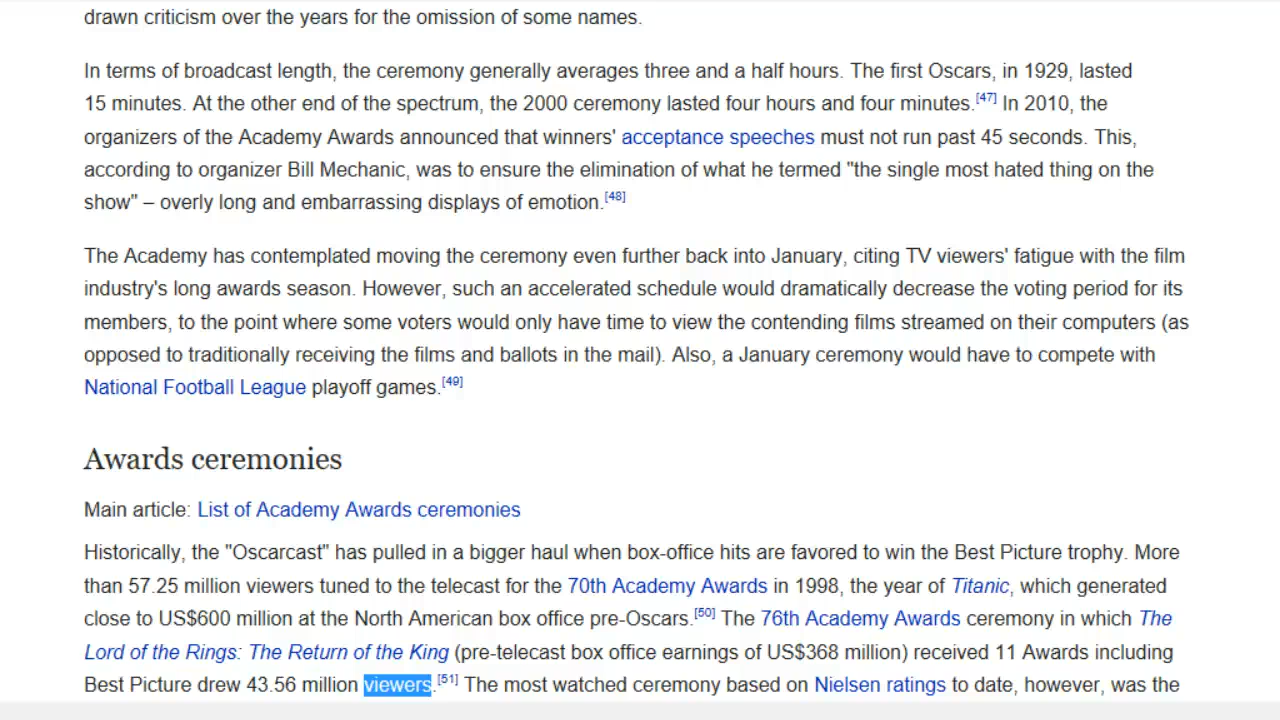 drawn criticism over the years for the omission of some names.
In terms of broadcast length, the ceremony generally averages three and a half hours. The first Oscars, in 1929, lasted
15 minutes. At the other end of the spectrum, the 2000 ceremony lasted four hours and four minutes.[47] In 2010, the
organizers of the Academy Awards announced that winners' acceptance speeches must not run past 45 seconds. This,
according to organizer Bill Mechanic, was to ensure the elimination of what he termed "the single most hated thing on the
show" – overly long and embarrassing displays of emotion.[48]
The Academy has contemplated moving the ceremony even further back into January, citing TV viewers' fatigue with the film
industry's long awards season. However, such an accelerated schedule would dramatically decrease the voting period for its
members, to the point where some voters would only have time to view the contending films streamed on their computers (as
opposed to traditionally receiving the films and ballots in the mail). Also, a January ceremony would have to compete with
National Football League playoff games.[49]
Awards ceremonies
Main article: List of Academy Awards ceremonies
Historically, the "Oscarcast" has pulled in a bigger haul when box-office hits are favored to win the Best Picture trophy. More
than 57.25 million viewers tuned to the telecast for the 70th Academy Awards in 1998, the year of Titanic, which generated
close to US$600 million at the North American box office pre-Oscars.[50] The 76th Academy Awards ceremony in which The
Lord of the Rings: The Return of the King (pre-telecast box office earnings of US$368 million) received 11 Awards including
Best Picture drew 43.56 million viewers.[51] The most watched ceremony based on Nielsen ratings to date, however, was the